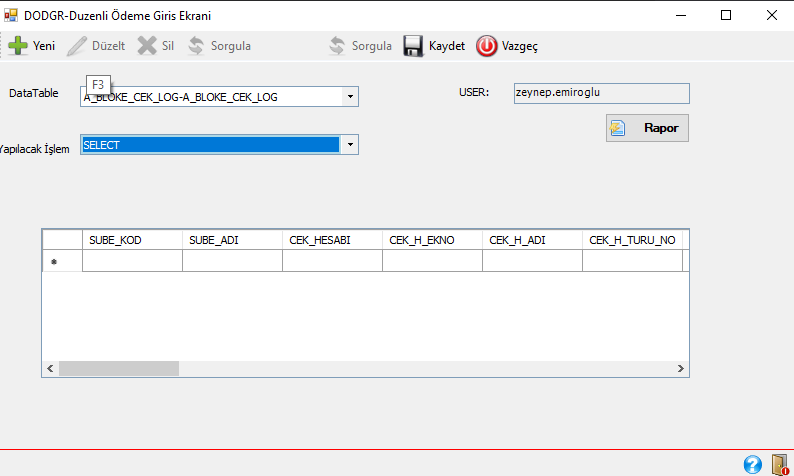 DODGR-Duzenli Ödeme Giris Ekrani
Yeni Düzelt Sil Sorgula Sorgula Kaydet Vazgeç
F3
DataTable A_BLOKE_CEK_LOG-A_BLOKE_CEK_LOG USER: zeynep.emiroglu
Rapor
Yapılacak İşlem SELECT
SUBE_KOD SUBE_ADI CEK_HESABI CEK_H_EKNO CEK_H_ADI CEK_H_TURU_NO